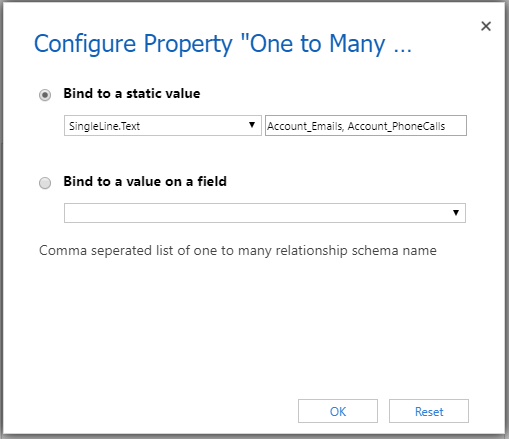 Configure Property "One to Many ...
Bind to a static value
SingleLine.Text Account_Emails, Account_PhoneCalls
Bind to a value on a field
Comma seperated list of one to many relationship schema name
OK Reset